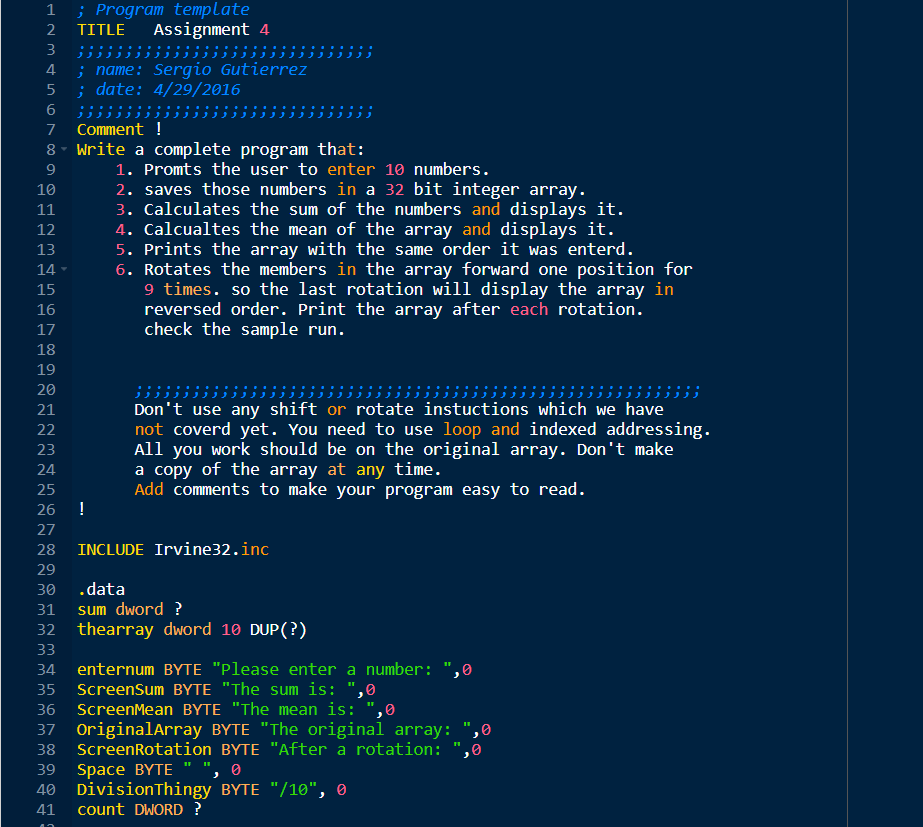 1 ; Program template
2 TITLE   Assignment 4
3 ;;;;;;;;;;;;;;;;;;;;;;;;;;;;;;;
4 ; name: Sergio Gutierrez
5 ; date: 4/29/2016
6 ;;;;;;;;;;;;;;;;;;;;;;;;;;;;;;;
7 Comment !
8 Write a complete program that:
9     1. Promts the user to enter 10 numbers.
10     2. saves those numbers in a 32 bit integer array.
11     3. Calculates the sum of the numbers and displays it.
12     4. Calcualtes the mean of the array and displays it.
13     5. Prints the array with the same order it was enterd.
14     6. Rotates the members in the array forward one position for
15        9 times. so the last rotation will display the array in
16        reversed order. Print the array after each rotation.
17        check the sample run.
18
19
20       ;;;;;;;;;;;;;;;;;;;;;;;;;;;;;;;;;;;;;;;;;;;;;;;;;;;;;;;;;;;
21       Don't use any shift or rotate instuctions which we have
22       not coverd yet. You need to use loop and indexed addressing.
23       All you work should be on the original array. Don't make
24       a copy of the array at any time.
25       Add comments to make your program easy to read.
26 !
27
28 INCLUDE Irvine32.inc
29
30 .data
31 sum dword ?
32 thearray dword 10 DUP(?)
33
34 enternum BYTE "Please enter a number: ",0
35 ScreenSum BYTE "The sum is: ",0
36 ScreenMean BYTE "The mean is: ",0
37 OriginalArray BYTE "The original array: ",0
38 ScreenRotation BYTE "After a rotation: ",0
39 Space BYTE " ", 0
40 DivisionThingy BYTE "/10", 0
41 count DWORD ?